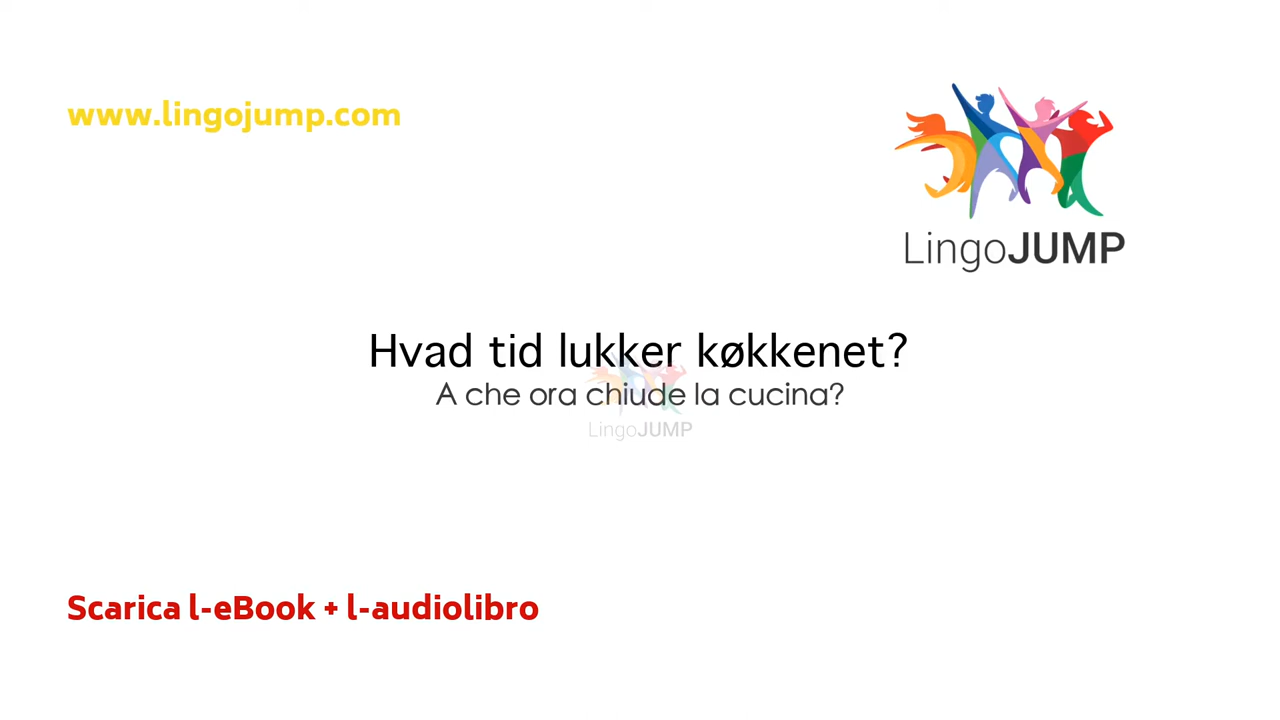 www.lingojump.com
LingoJUMP
Hvad tid lukker køkkenet?
A che ora chiude la cucina?
LingoJUMP
Scarica l-eBook + l-audiolibro